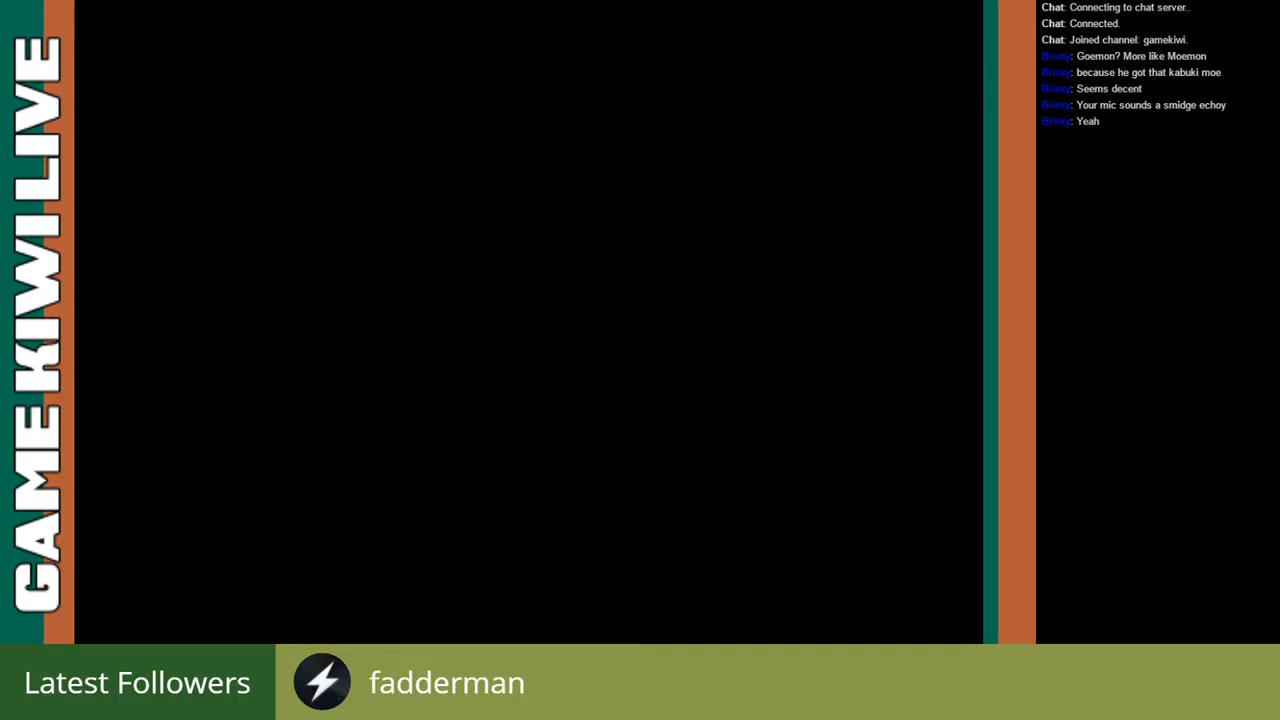 GAME KIWI LIVE
Chat: Connecting to chat server..
Chat: Connected.
Chat: Joined channel: gamekiwi.
Brinty: Goemon? More like Moemon
Brinty: because he got that kabuki moe
Brinty: Seems decent
Brinty: Your mic sounds a smidge echoy
Brinty: Yeah
Latest Followers
fadderman